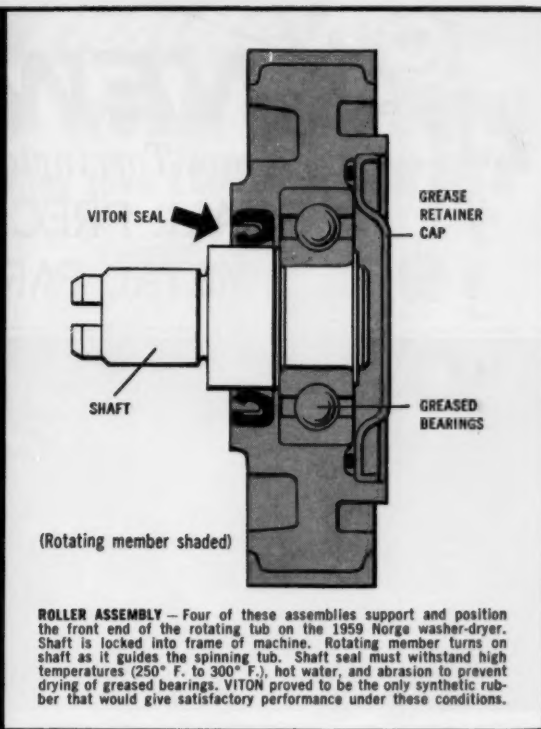 VITON SEAL
GREASE
RETAINER
CAP
SHAFT
GREASED
BEARINGS
(Rotating member shaded)
ROLLER ASSEMBLY — Four of these assemblies support and position
the front end of the rotating tub on the 1959 Norge washer-dryer.
Shaft is locked into frame of machine. Rotating member turns on
shaft as it guides the spinning tub. Shaft seal must withstand high
temperatures (250° F. to 300° F.), hot water, and abrasion to prevent
drying of greased bearings. VITON proved to be the only synthetic rub-
ber that would give satisfactory performance under these conditions.